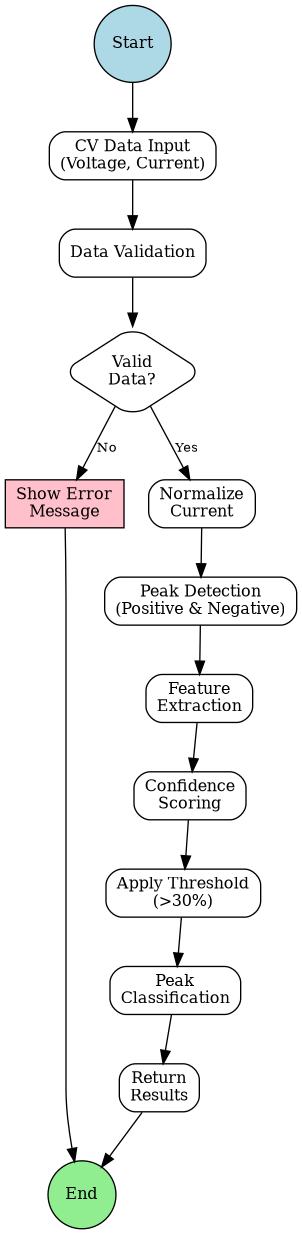 Start
CV Data Input
(Voltage, Current)
Data Validation
Valid
Data?
No
Yes
Show Error
Message
Normalize
Current
Peak Detection
(Positive & Negative)
Feature
Extraction
Confidence
Scoring
Apply Threshold
(>30%)
Peak
Classification
Return
Results
End